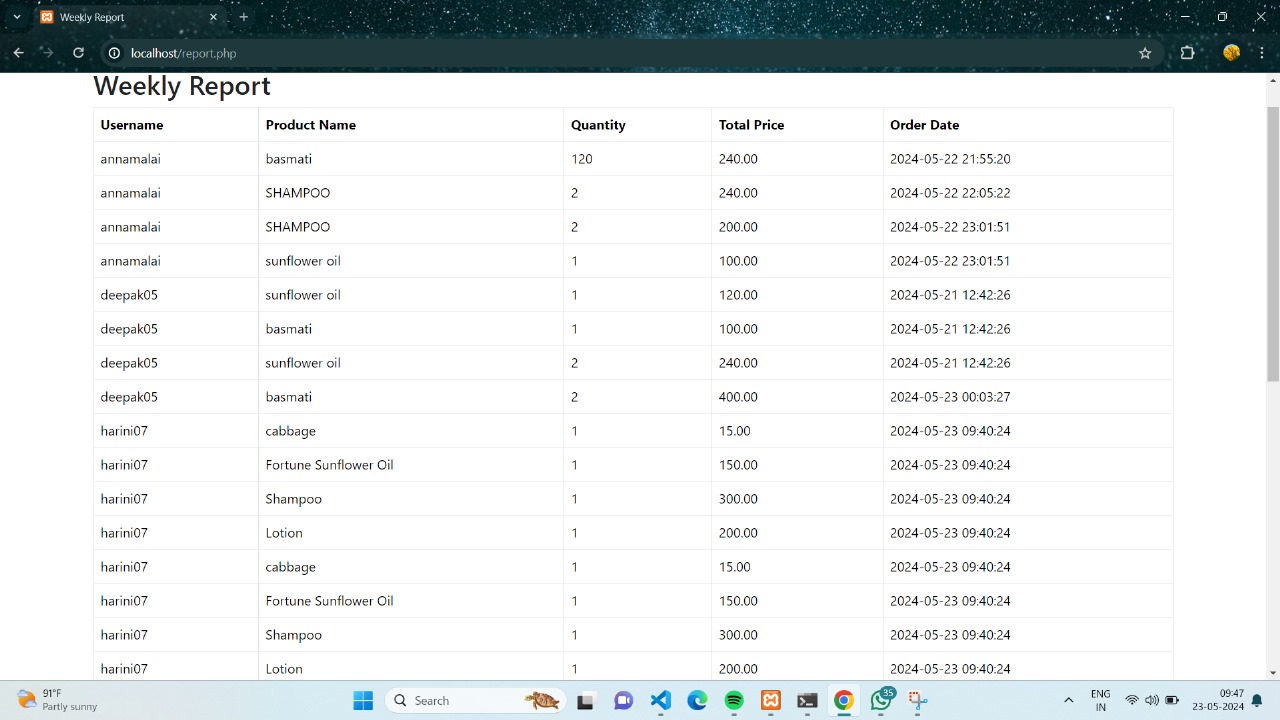 Weekly Report
localhost/report.php
Weekly Report
Username Product Name Quantity Total Price Order Date
annamalai basmati 120 240.00 2024-05-22 21:55:20
annamalai SHAMPOO 2 240.00 2024-05-22 22:05:22
annamalai SHAMPOO 2 200.00 2024-05-22 23:01:51
annamalai sunflower oil 1 100.00 2024-05-22 23:01:51
deepak05 sunflower oil 1 120.00 2024-05-21 12:42:26
deepak05 basmati 1 100.00 2024-05-21 12:42:26
deepak05 sunflower oil 2 240.00 2024-05-21 12:42:26
deepak05 basmati 2 400.00 2024-05-23 00:03:27
harini07 cabbage 1 15.00 2024-05-23 09:40:24
harini07 Fortune Sunflower Oil 1 150.00 2024-05-23 09:40:24
harini07 Shampoo 1 300.00 2024-05-23 09:40:24
harini07 Lotion 1 200.00 2024-05-23 09:40:24
harini07 cabbage 1 15.00 2024-05-23 09:40:24
harini07 Fortune Sunflower Oil 1 150.00 2024-05-23 09:40:24
harini07 Shampoo 1 300.00 2024-05-23 09:40:24
harini07 Lotion 1 200.00 2024-05-23 09:40:24
91°F
Partly sunny
Search
35
ENG
IN
09:47
23-05-2024